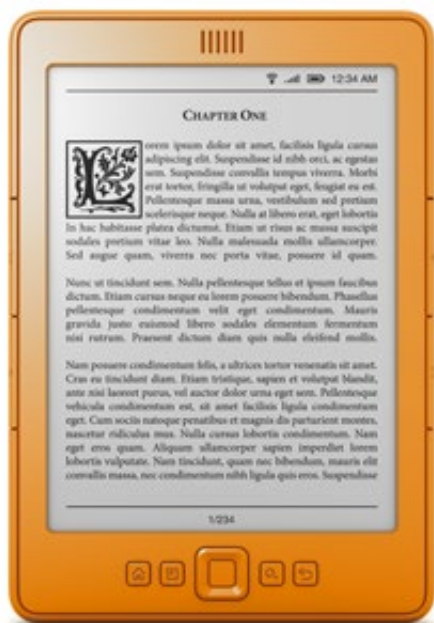 12:34 AM
CHAPTER ONE
Lorem ipsum dolor sit amet, facilisis ligula cursus
adipiscing elit. Suspendisse id nibh orci, ac egestas
sem. Suspendisse convallis tempus viverra. Morbi
erat tortor, fringilla ut volutpat eget, feugiat eu est.
Pellentesque massa urna, vestibulum sed pretium
scelerisque neque. Nulla at libero erat, eget lobortis
In hac habitasse platea dictumst. Etiam ut risus ac massa suscipit
sodales pretium vitae leo. Nulla malesuada mollis ullamcorper.
Sed augue quam, viverra nec porta vitae, posuere id quam.
Nunc ut tincidunt sem. Nulla pellentesque tellus et ipsum faucibus
dictum. Etiam cursus neque eu lorem posuere bibendum. Phasellus
pellentesque condimentum velit eget condimentum. Mauris
gravida justo euismod libero sodales elementum fermentum
nisi rutrum. Praesent dictum diam quis nulla eleifend mollis.
Nam posuere condimentum felis, a ultrices tortor venenatis sit amet.
Cras eu tincidunt diam. Etiam tristique, sapien et volutpat blandit,
ante nisi laoreet purus, vel auctor dolor urna eget sem. Pellentesque
vehicula condimentum est, sit amet facilisis ligula condimentum
eget. Cum sociis natoque penatibus et magnis dis parturient montes,
nascetur ridiculus mus. Nulla cursus lobortis condimentum. Nam
eget eros quam. Aliquam ullamcorper sapien imperdiet lorem
lobortis vulputate. Nam tincidunt, quam nec bibendum, mauris elit
convallis massa, nec condimentum nibh ligula quis eros. Suspendisse
1/234